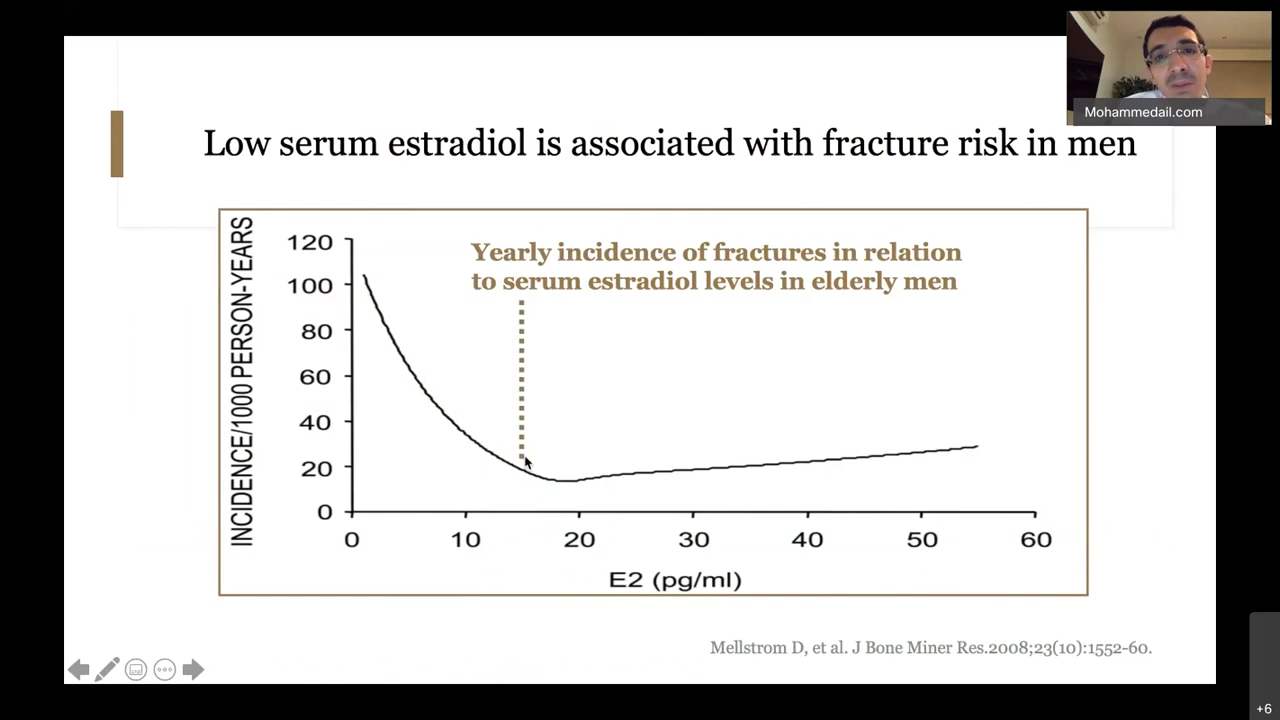 Mohammedail.com
Low serum estradiol is associated with fracture risk in men
Yearly incidence of fractures in relation
to serum estradiol levels in elderly men
INCIDENCE/1000 PERSON-YEARS
120
100
80
60
40
20
0
0 10 20 30 40 50 60
E2 (pg/ml)
Mellstrom D, et al. J Bone Miner Res.2008;23(10):1552-60.
+6